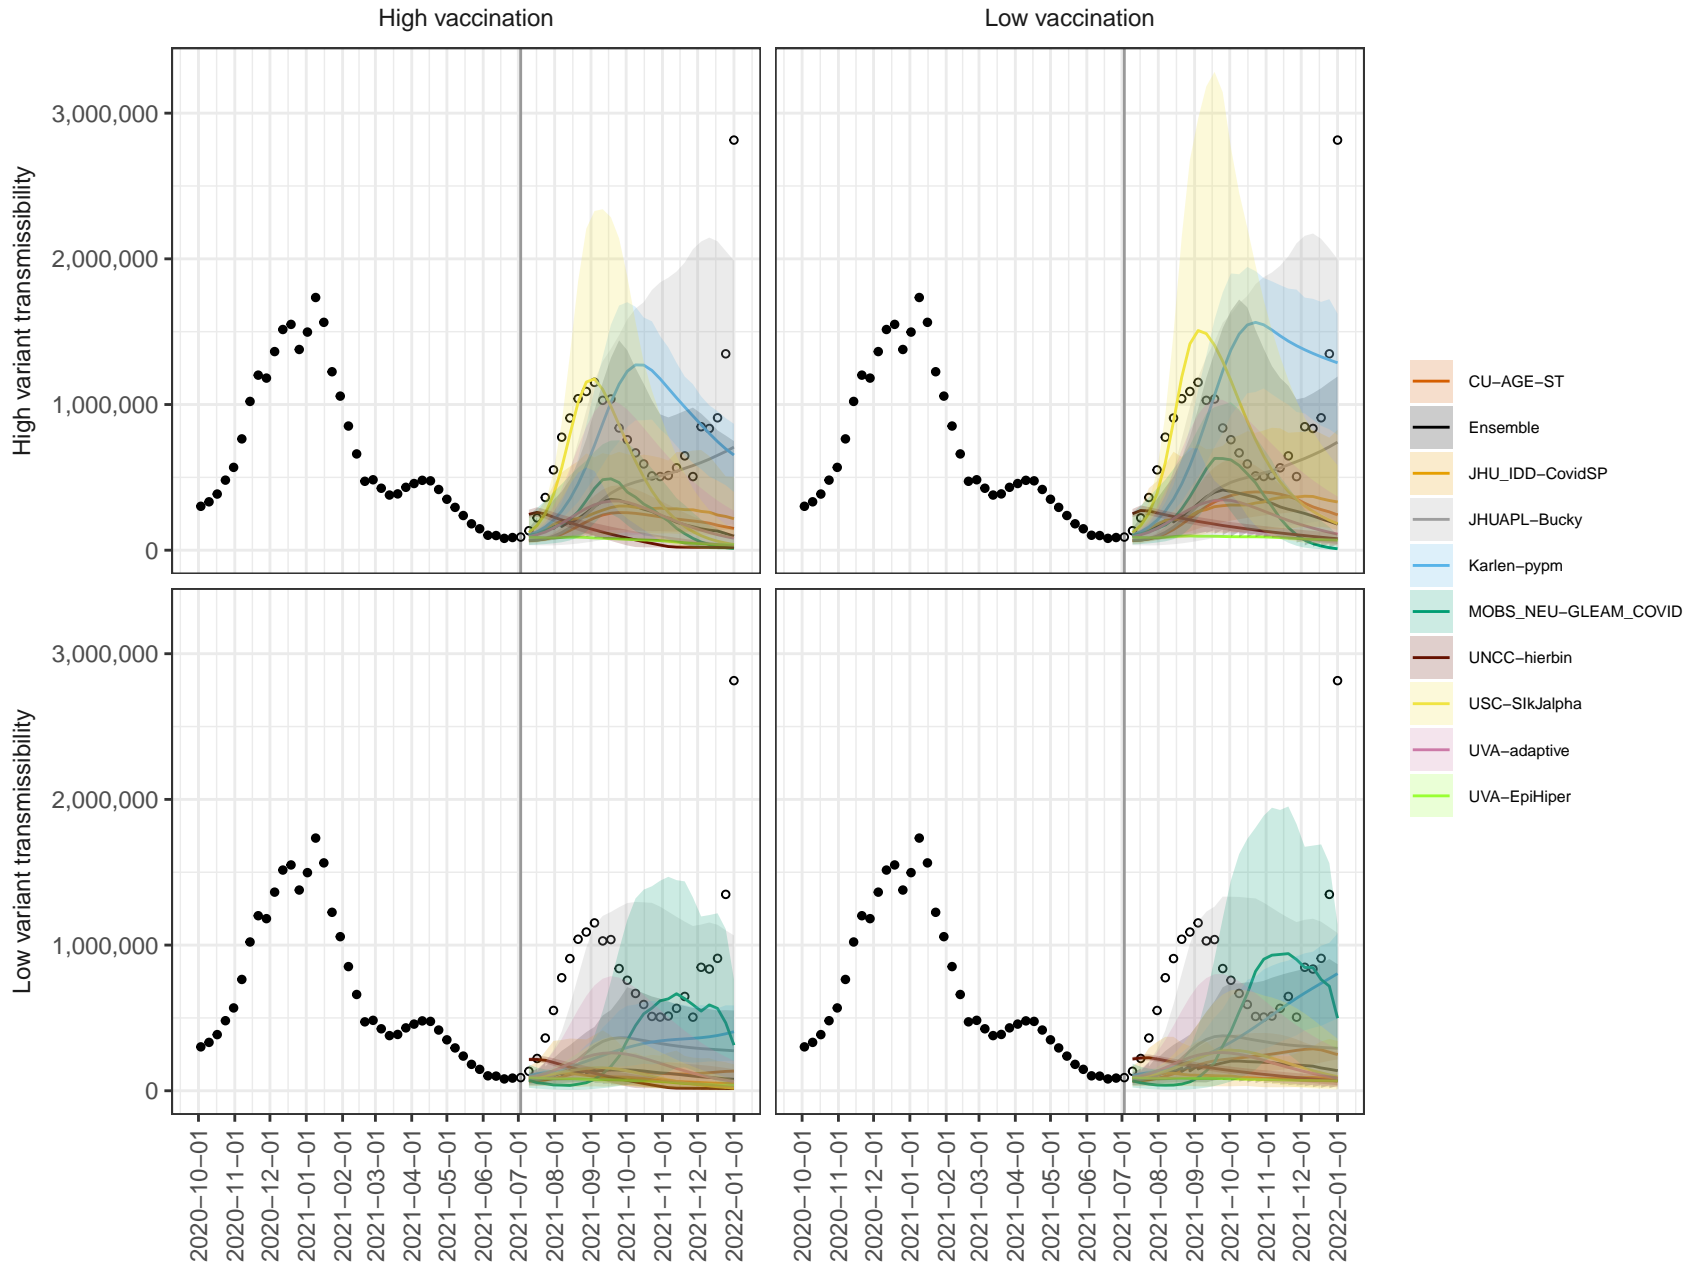 High vaccination
Low vaccination
High variant transmissibility
3,000,000
2,000,000
1,000,000
0
Low variant transmissibility
3,000,000
2,000,000
1,000,000
0
2020−10−01
2020−11−01
2020−12−01
2021−01−01
2021−02−01
2021−03−01
2021−04−01
2021−05−01
2021−06−01
2021−07−01
2021−08−01
2021−09−01
2021−10−01
2021−11−01
2021−12−01
2022−01−01
2020−10−01
2020−11−01
2020−12−01
2021−01−01
2021−02−01
2021−03−01
2021−04−01
2021−05−01
2021−06−01
2021−07−01
2021−08−01
2021−09−01
2021−10−01
2021−11−01
2021−12−01
2022−01−01
CU−AGE−ST
Ensemble
JHU_IDD−CovidSP
JHUAPL−Bucky
Karlen−pypm
MOBS_NEU−GLEAM_COVID
UNCC−hierbin
USC−SIkJalpha
UVA−adaptive
UVA−EpiHiper